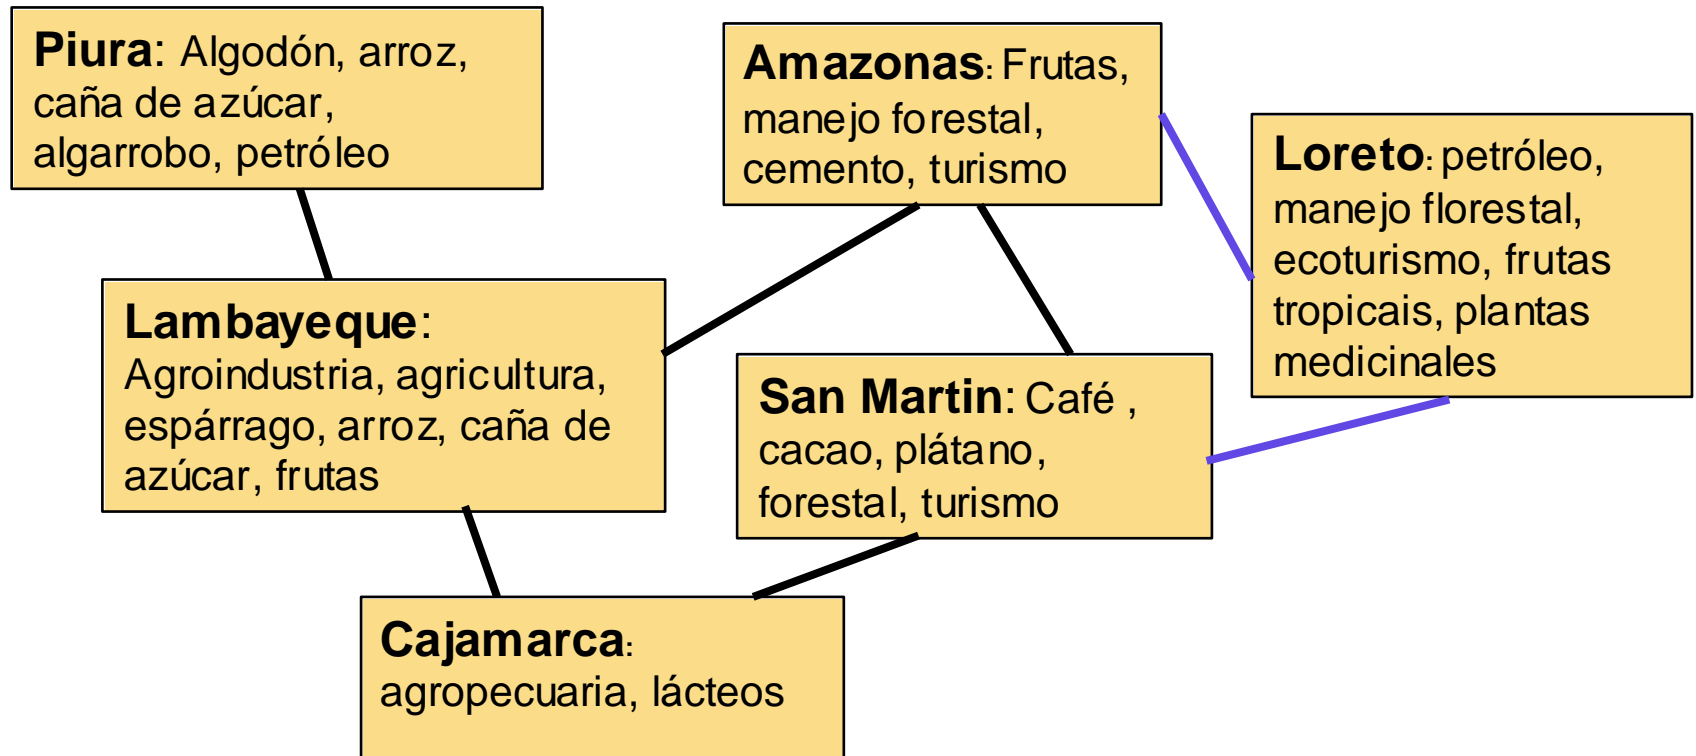 Piura: Algodón, arroz,
caña de azúcar,
algarrobo, petróleo
Amazonas: Frutas,
manejo forestal,
cemento, turismo
Loreto: petróleo,
manejo florestal,
ecoturismo, frutas
tropicais, plantas
medicinales
Lambayeque:
Agroindustria, agricultura,
espárrago, arroz, caña de
azúcar, frutas
San Martin: Café ,
cacao, plátano,
forestal, turismo
Cajamarca:
agropecuaria, lácteos